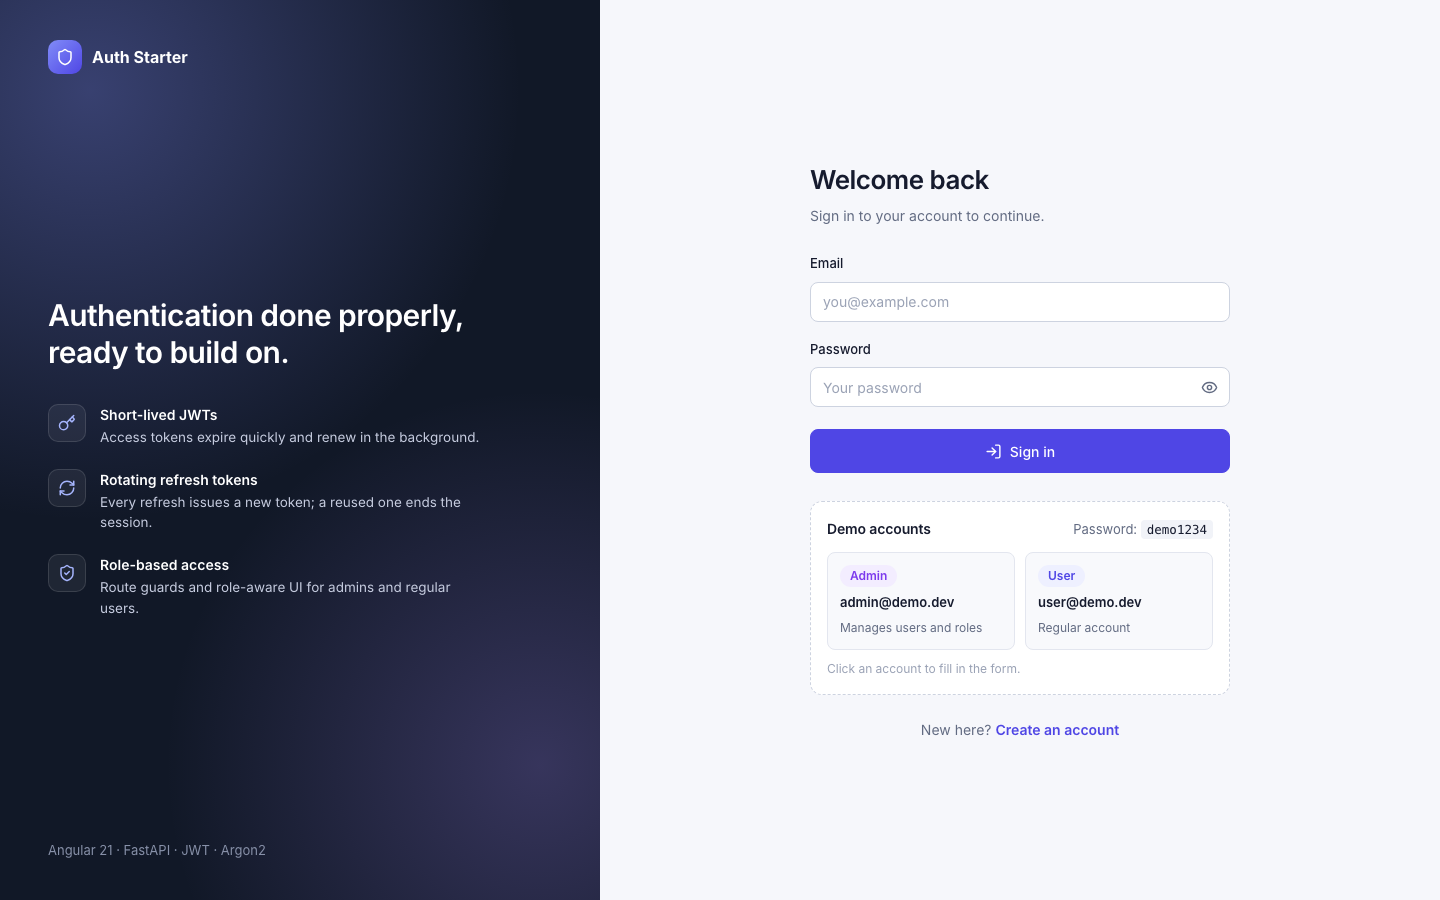 Auth Starter
Authentication done properly,
ready to build on.
Short-lived JWTs
Access tokens expire quickly and renew in the background.
Rotating refresh tokens
Every refresh issues a new token; a reused one ends the
session.
Role-based access
Route guards and role-aware UI for admins and regular
users.
Angular 21 · FastAPI · JWT · Argon2
Welcome back
Sign in to your account to continue.
Email
you@example.com
Password
Your password
Sign in
Demo accounts
Password: demo1234
Admin
admin@demo.dev
Manages users and roles
User
user@demo.dev
Regular account
Click an account to fill in the form.
New here? Create an account